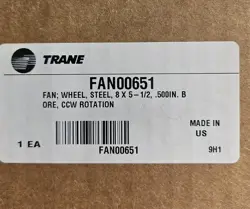 TRANE
FAN00651
FAN; WHEEL, STEEL, 8 X 5-1/2, .500IN. B
ORE, CCW ROTATION
MADE IN
US
1 EA
FAN00651
9H1